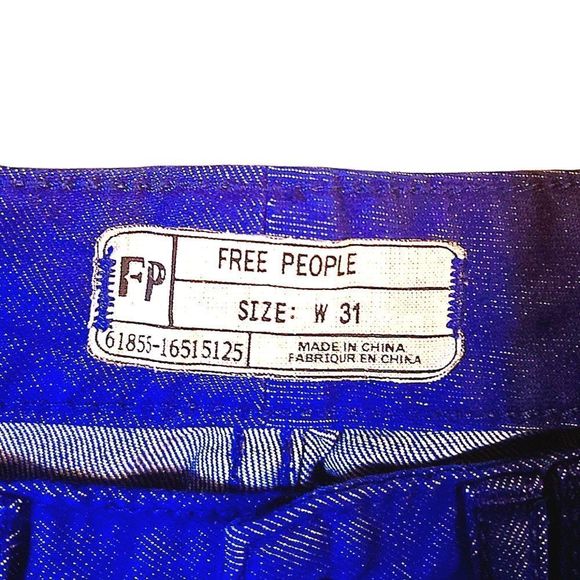 FP
FREE PEOPLE
SIZE: W 31
61855-16515125
MADE IN CHINA
FABRIQUR EN CHINA